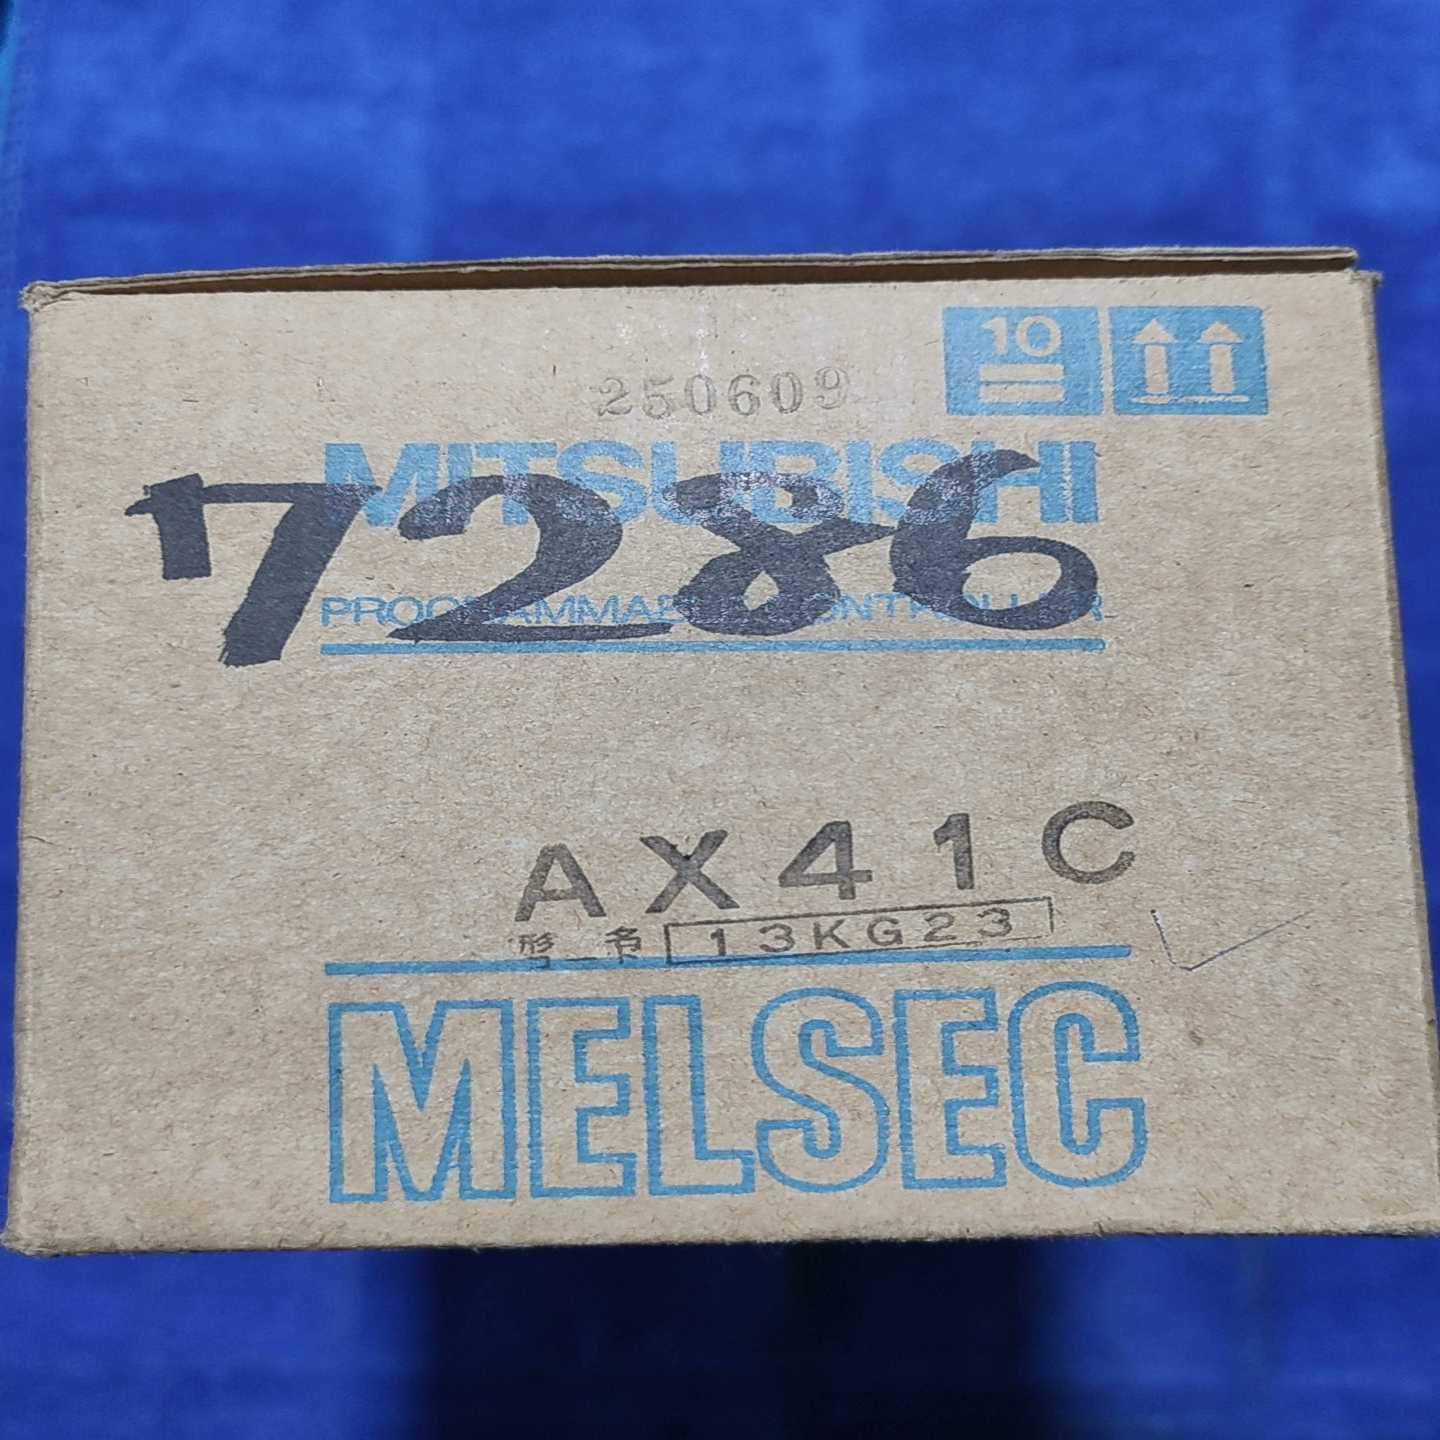 10
250609
MITSUBISHI
7286
PROGRAMMABLE CONTROLLER
AX41C
形名 13KG23
MELSEC